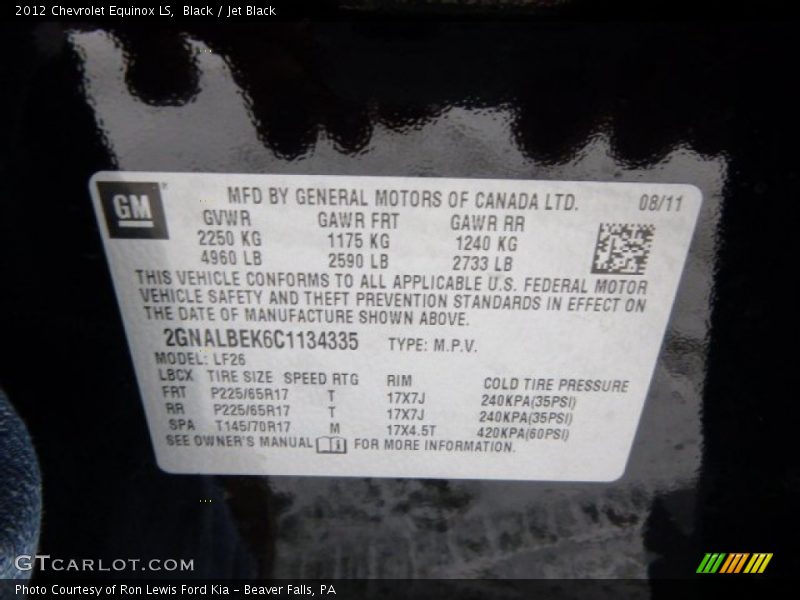 2012 Chevrolet Equinox LS,  Black / Jet Black
GM
MFD BY GENERAL MOTORS OF CANADA LTD. 08/11
GVWR GAWR FRT GAWR RR
2250 KG 1175 KG 1240 KG
4960 LB 2590 LB 2733 LB
THIS VEHICLE CONFORMS TO ALL APPLICABLE U.S. FEDERAL MOTOR
VEHICLE SAFETY AND THEFT PREVENTION STANDARDS IN EFFECT ON
THE DATE OF MANUFACTURE SHOWN ABOVE.
2GNALBEK6C1134335 TYPE: M.P.V.
MODEL: LF26
LBCX TIRE SIZE SPEED RTG RIM COLD TIRE PRESSURE
FRT P225/65R17 T 17X7J 240KPA(35PSI)
RR P225/65R17 T 17X7J 240KPA(35PSI)
SPA T145/70R17 M 17X4.5T 420KPA(60PSI)
SEE OWNER'S MANUAL FOR MORE INFORMATION.
GTCARLOT.COM
Photo Courtesy of Ron Lewis Ford Kia - Beaver Falls, PA